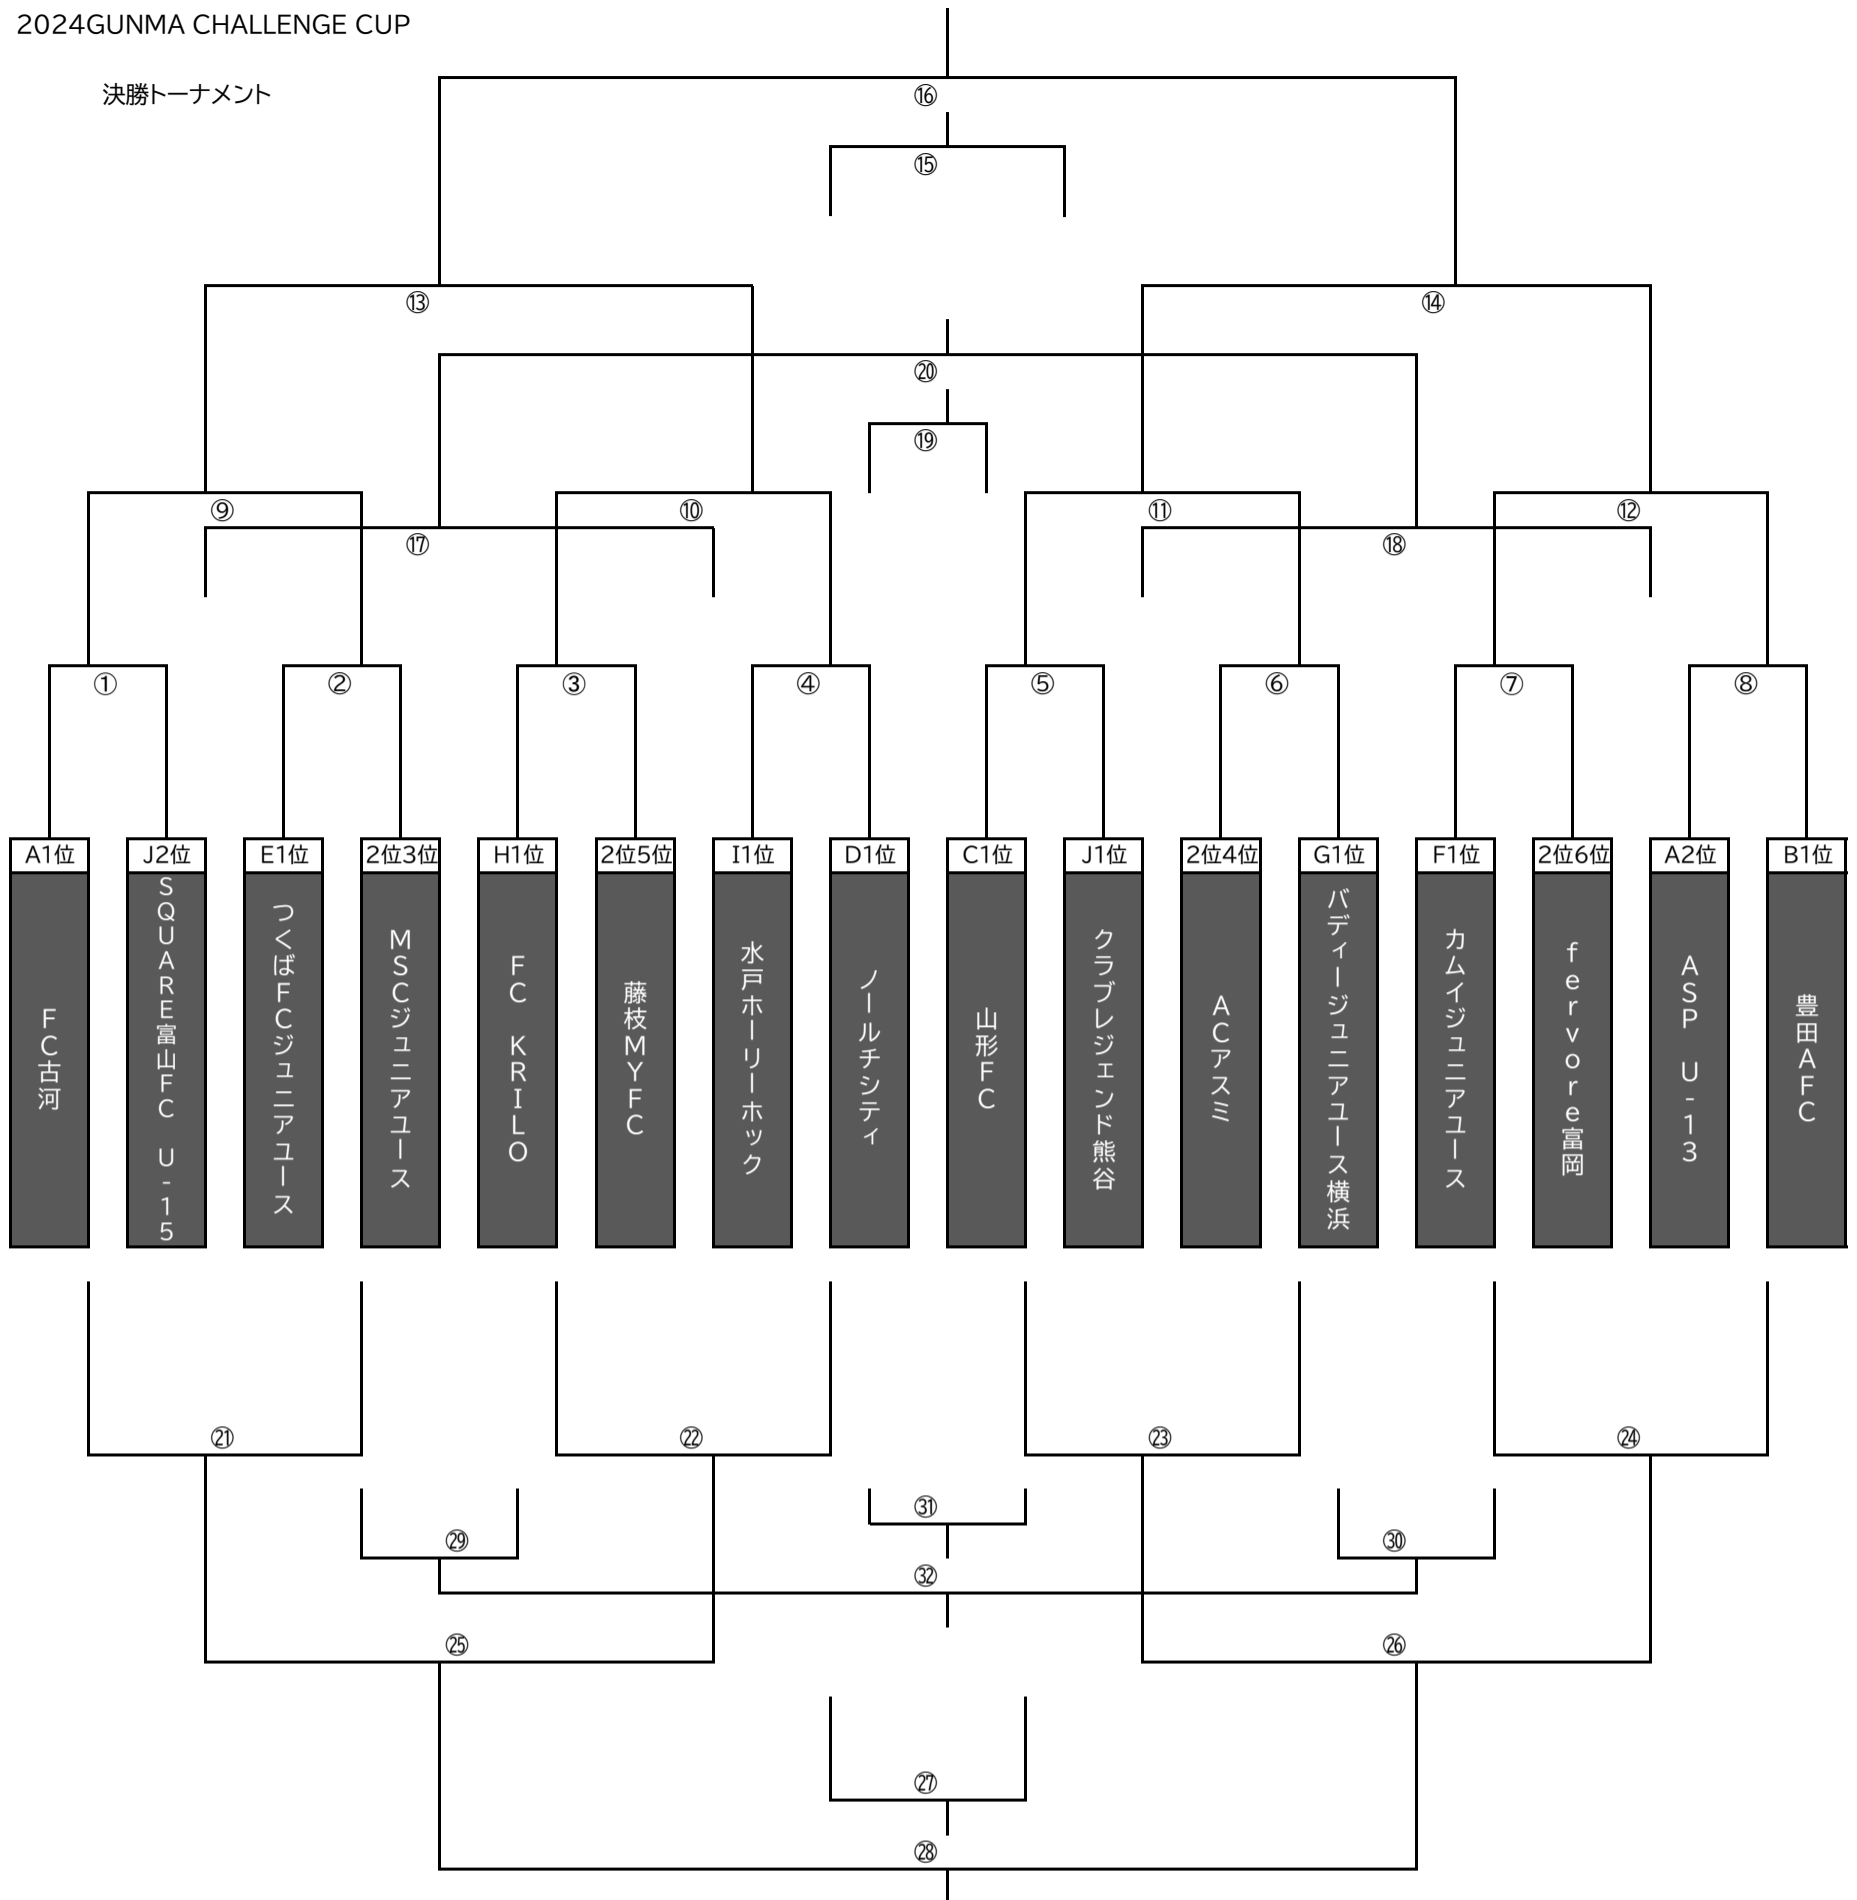 2024GUNMA CHALLENGE CUP
決勝トーナメント
⑯
⑮
⑬
⑭
⑳
⑲
⑨
⑩
⑪
⑫
⑰
⑱
①
②
③
④
⑤
⑥
⑦
⑧
A1位
J2位
E1位
2位3位
H1位
2位5位
I1位
D1位
C1位
J1位
2位4位
G1位
F1位
2位6位
A2位
B1位
FC古河
SQUARE富山FC U-15
つくばFCジュニアユース
MSCジュニアユース
FC KRILO
藤枝MYFC
水戸ホーリーホック
ノールチシティ
山形FC
クラブレジェンド熊谷
ACアスミ
バディージュニアユース横浜
カムイジュニアユース
fervore富岡
ASP U-13
豊田AFC
㉑
㉒
㉓
㉔
㉛
㉙
㉚
㉜
㉕
㉖
㉗
㉘